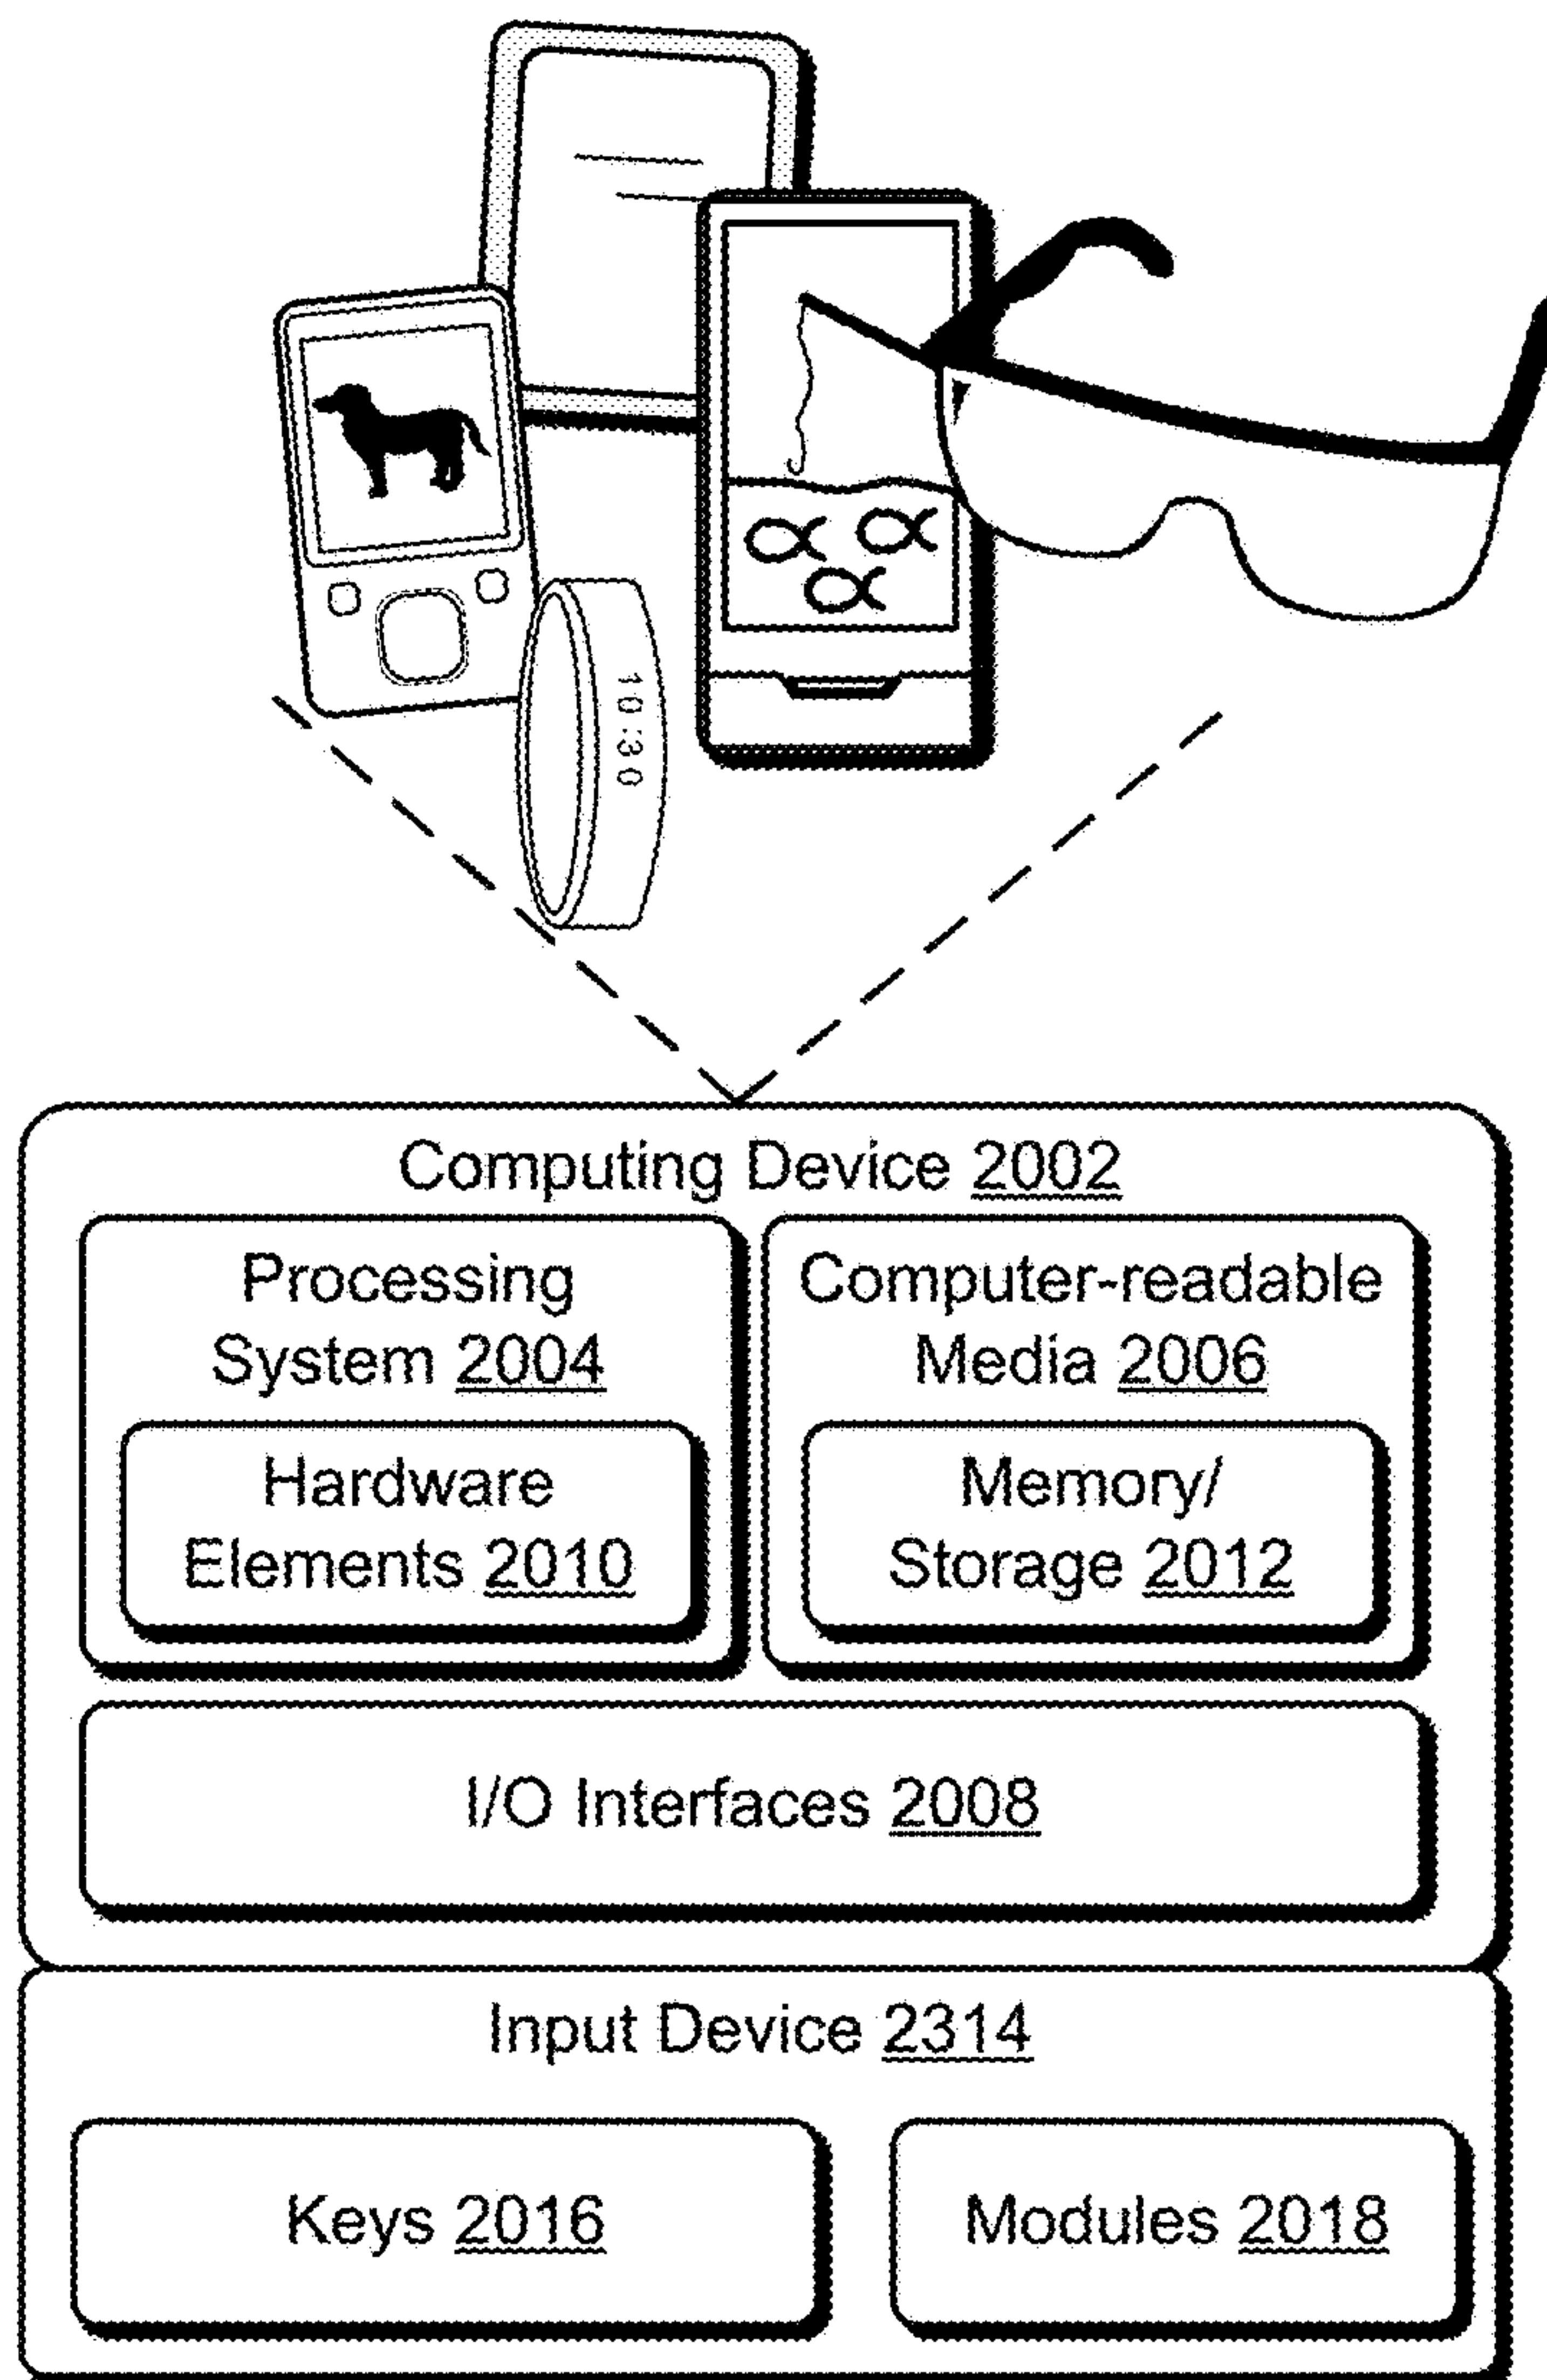 10:30
Computing Device 2002
Processing
System 2004
Hardware
Elements 2010
Computer-readable
Media 2006
Memory/
Storage 2012
I/O Interfaces 2008
Input Device 2314
Keys 2016
Modules 2018